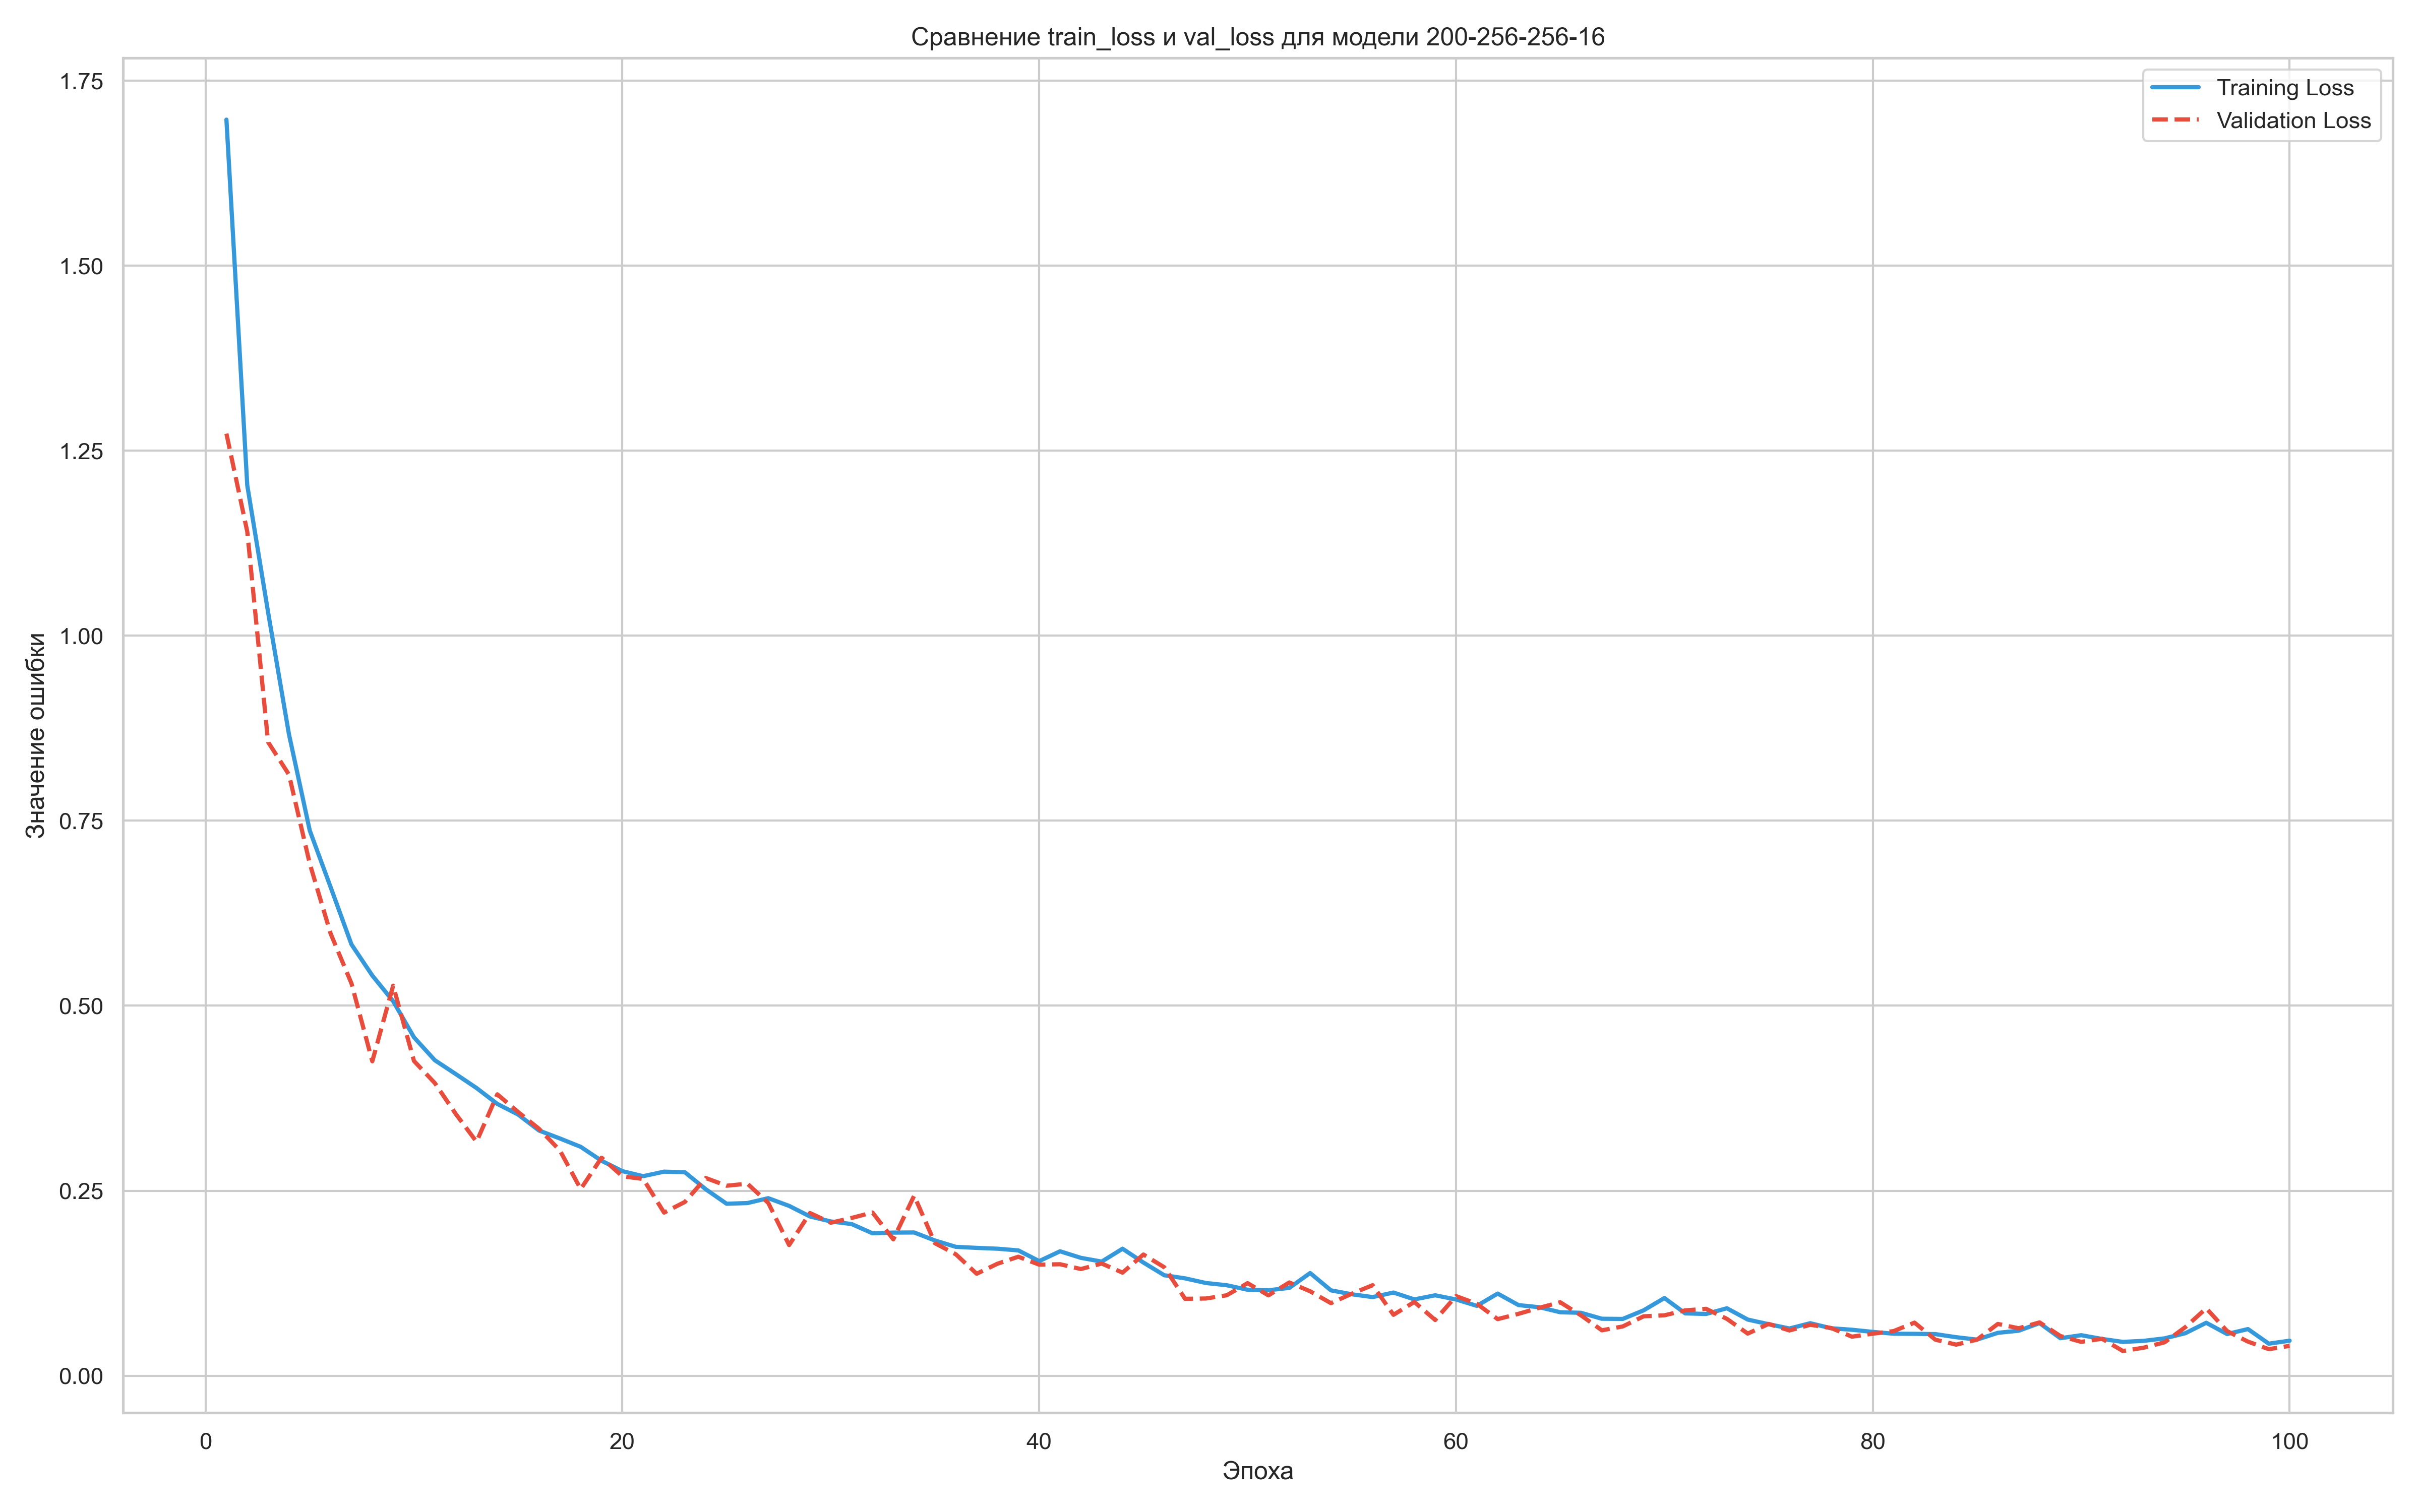 Сравнение train_loss и val_loss для модели 200-256-256-16
Training Loss
Validation Loss
1.75
1.50
1.25
1.00
0.75
0.50
0.25
0.00
Значение ошибки
0 20 40 60 80 100
Эпоха